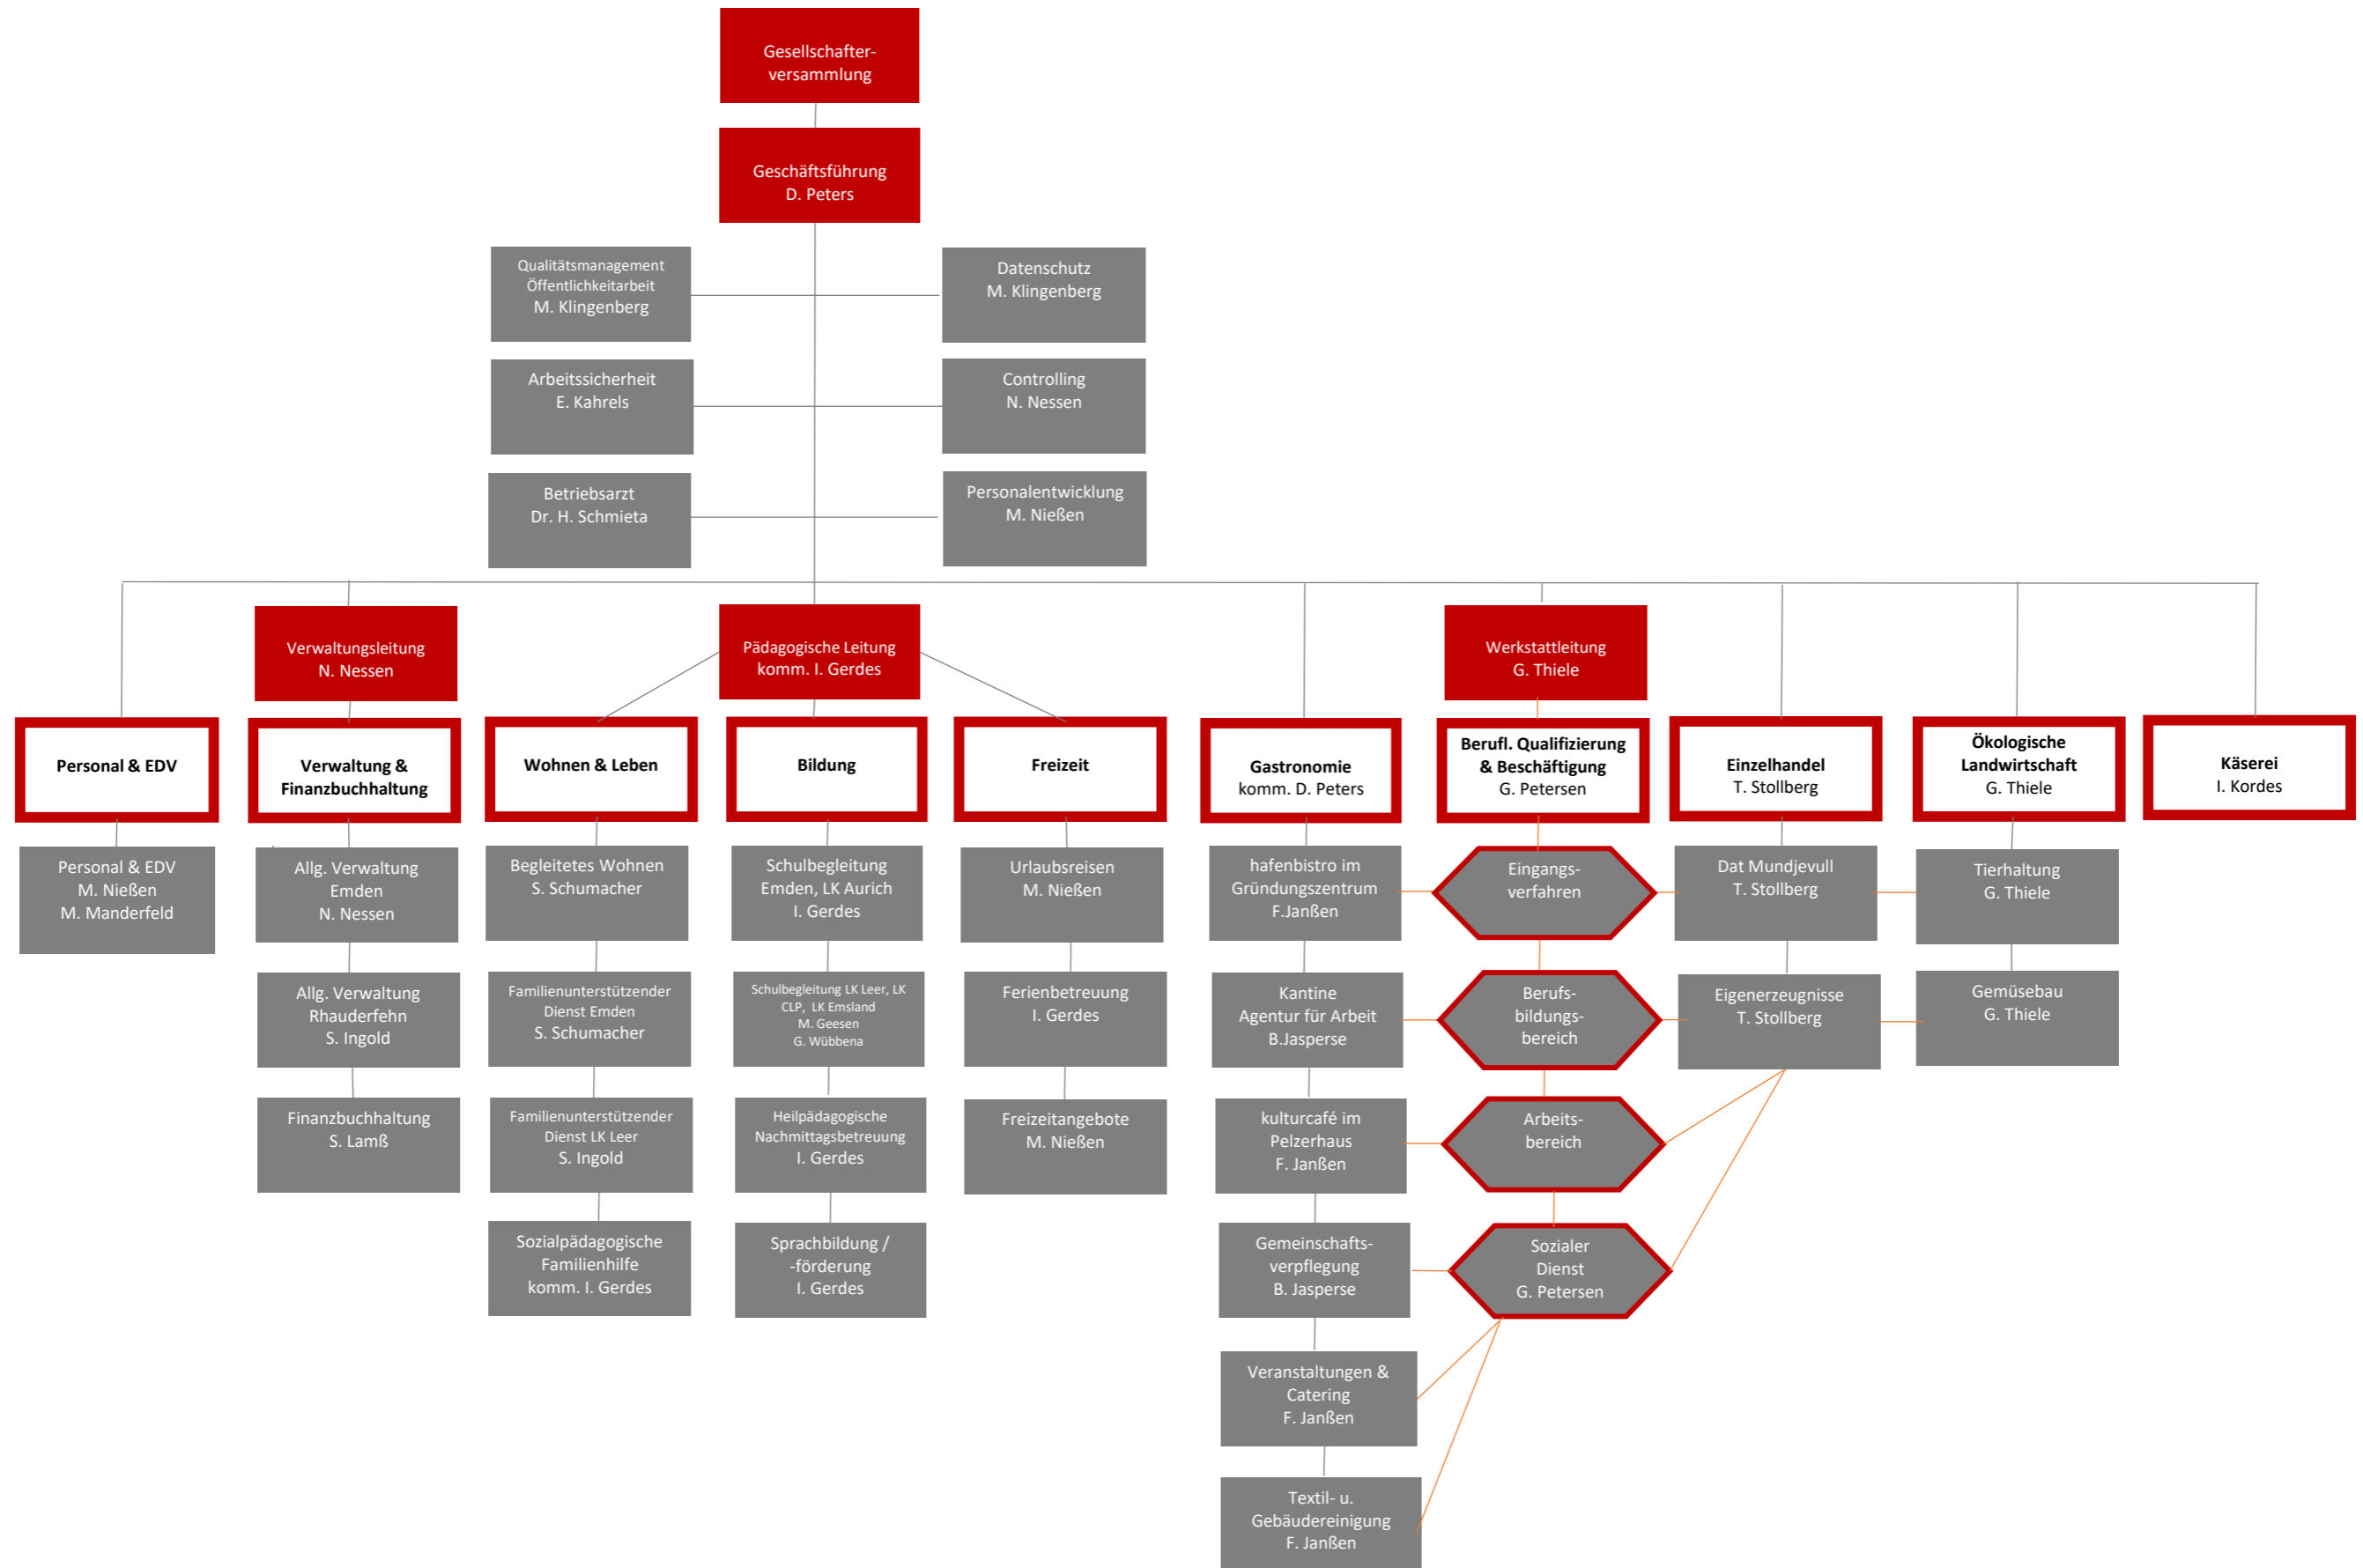 Gesellschafter-
versammlung
Geschäftsführung
D. Peters
Qualitätsmanagement
Öffentlichkeitarbeit
M. Klingenberg
Datenschutz
M. Klingenberg
Arbeitssicherheit
E. Kahrels
Controlling
N. Nessen
Betriebsarzt
Dr. H. Schmieta
Personalentwicklung
M. Nießen
Verwaltungsleitung
N. Nessen
Pädagogische Leitung
komm. I. Gerdes
Werkstattleitung
G. Thiele
Personal & EDV
Verwaltung &
Finanzbuchhaltung
Wohnen & Leben
Bildung
Freizeit
Gastronomie
komm. D. Peters
Berufl. Qualifizierung
& Beschäftigung
G. Petersen
Einzelhandel
T. Stollberg
Ökologische
Landwirtschaft
G. Thiele
Käserei
I. Kordes
Personal & EDV
M. Nießen
M. Manderfeld
Allg. Verwaltung
Emden
N. Nessen
Begleitetes Wohnen
S. Schumacher
Schulbegleitung
Emden, LK Aurich
I. Gerdes
Urlaubsreisen
M. Nießen
hafenbistro im
Gründungszentrum
F.Janßen
Eingangs-
verfahren
Dat Mundjevull
T. Stollberg
Tierhaltung
G. Thiele
Allg. Verwaltung
Rhauderfehn
S. Ingold
Familienunterstützender
Dienst Emden
S. Schumacher
Schulbegleitung LK Leer, LK
CLP, LK Emsland
M. Geesen
G. Wübbena
Ferienbetreuung
I. Gerdes
Kantine
Agentur für Arbeit
B.Jasperse
Berufs-
bildungs-
bereich
Eigenerzeugnisse
T. Stollberg
Gemüsebau
G. Thiele
Finanzbuchhaltung
S. Lamß
Familienunterstützender
Dienst LK Leer
S. Ingold
Heilpädagogische
Nachmittagsbetreuung
I. Gerdes
Freizeitangebote
M. Nießen
kulturcafé im
Pelzerhaus
F. Janßen
Arbeits-
bereich
Sozialpädagogische
Familienhilfe
komm. I. Gerdes
Sprachbildung /
-förderung
I. Gerdes
Gemeinschafts-
verpflegung
B. Jasperse
Sozialer
Dienst
G. Petersen
Veranstaltungen &
Catering
F. Janßen
Textil- u.
Gebäudereinigung
F. Janßen